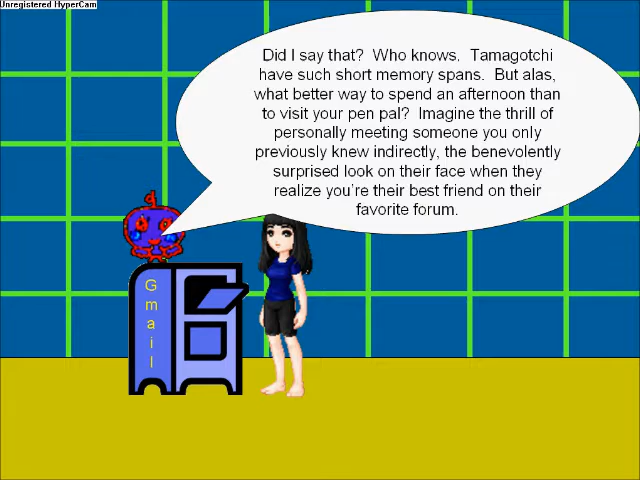 Unregistered HyperCam
Did I say that?  Who knows.  Tamagotchi
have such short memory spans.  But alas,
what better way to spend an afternoon than
to visit your pen pal?  Imagine the thrill of
personally meeting someone you only
previously knew indirectly, the benevolently
surprised look on their face when they
realize you're their best friend on their
favorite forum.
Gmail